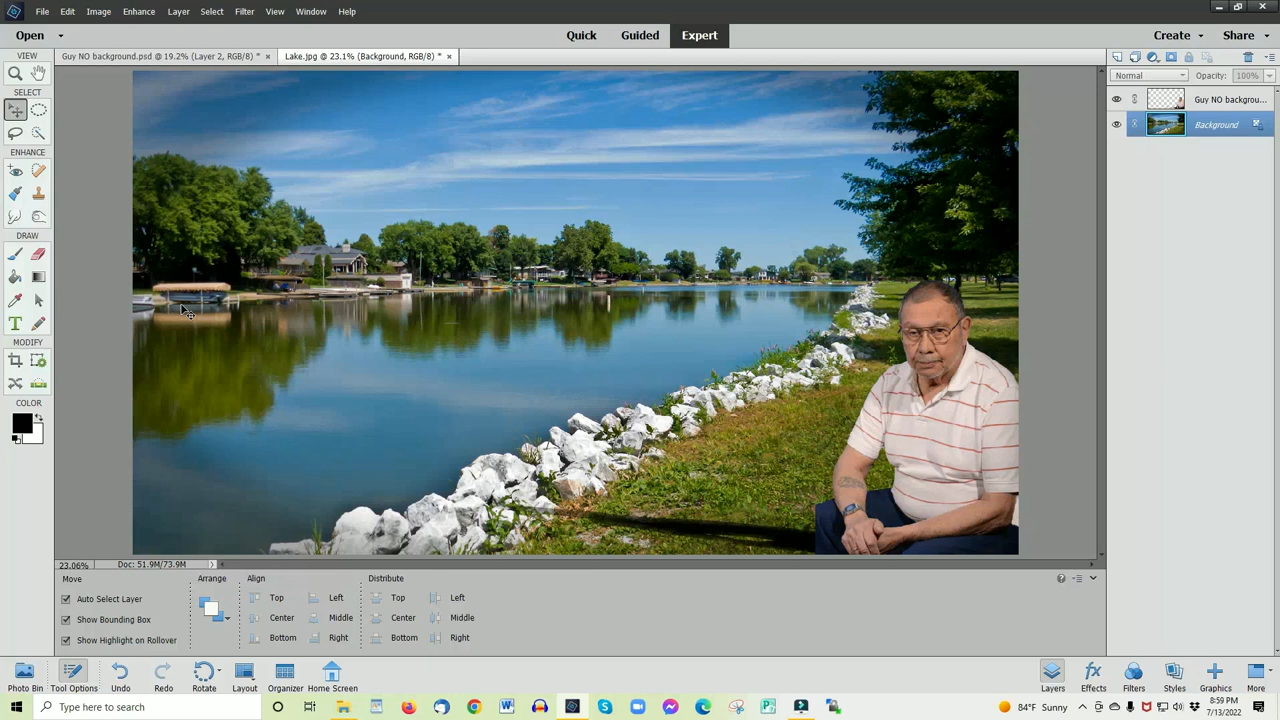 File Edit Image Enhance Layer Select Filter View Window Help
Open Quick Guided Expert Create Share
VIEW Guy NO background.psd @ 19.2% (Layer 2, RGB/8) * × Lake.jpg @ 23.1% (Background, RGB/8) * ×
Normal Opacity: 100%
SELECT
Guy NO backgrou...
Background
ENHANCE
DRAW
MODIFY
COLOR
23.06% Doc: 51.9M/73.9M
Move Arrange Align Distribute
Auto Select Layer Top Left Top Left
Show Bounding Box Center Middle Center Middle
Show Highlight on Rollover Bottom Right Bottom Right
Photo Bin Tool Options Undo Redo Rotate Layout Organizer Home Screen Layers Effects Filters Styles Graphics More
Type here to search 84°F Sunny 8:59 PM
7/13/2022